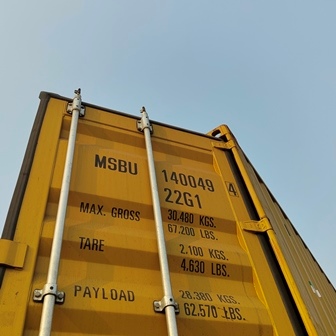 MSBU 140049 4
22G1
MAX. GROSS 30.480 KGS.
67.200 LBS.
TARE 2.100 KGS.
4.630 LBS.
PAYLOAD 28.380 KGS.
62.570 LBS.